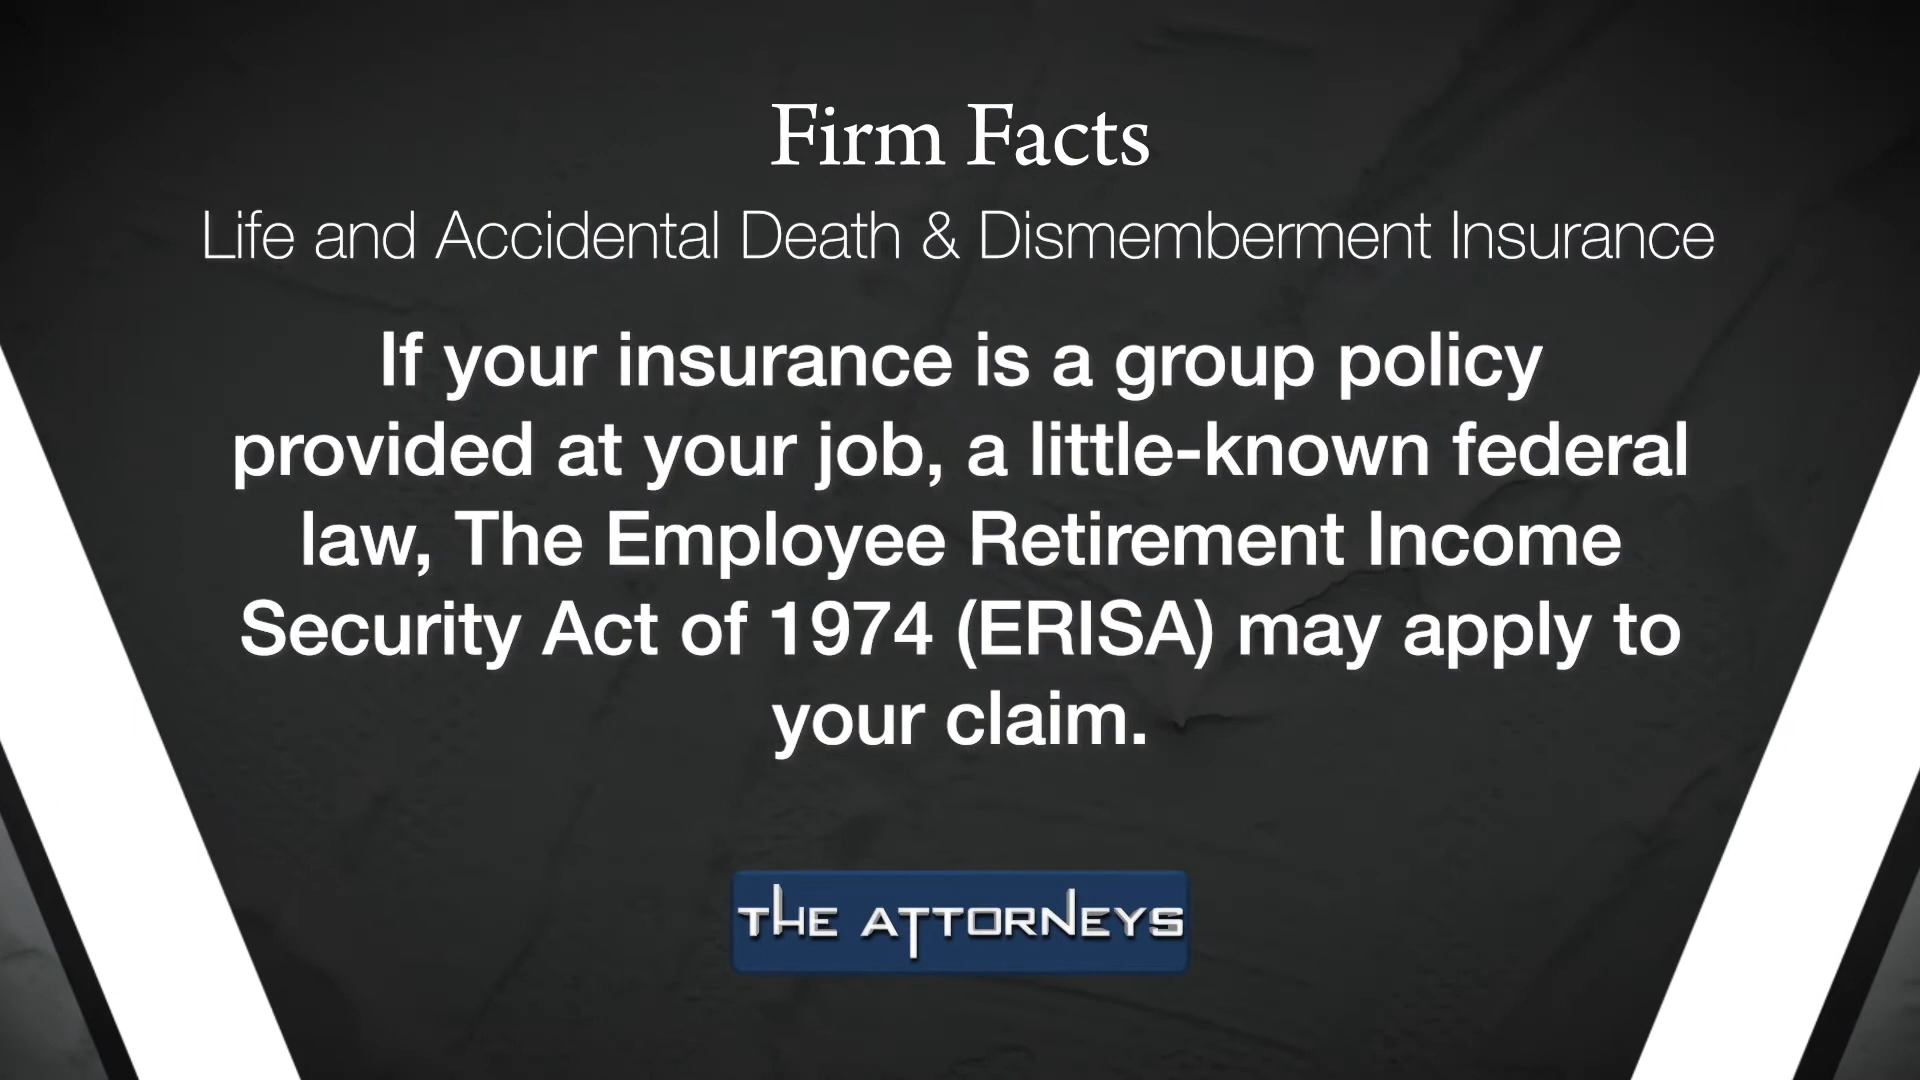 Firm Facts
Life and Accidental Death & Dismemberment Insurance
If your insurance is a group policy
provided at your job, a little-known federal
law, The Employee Retirement Income
Security Act of 1974 (ERISA) may apply to
your claim.
THE ATTORNEYS